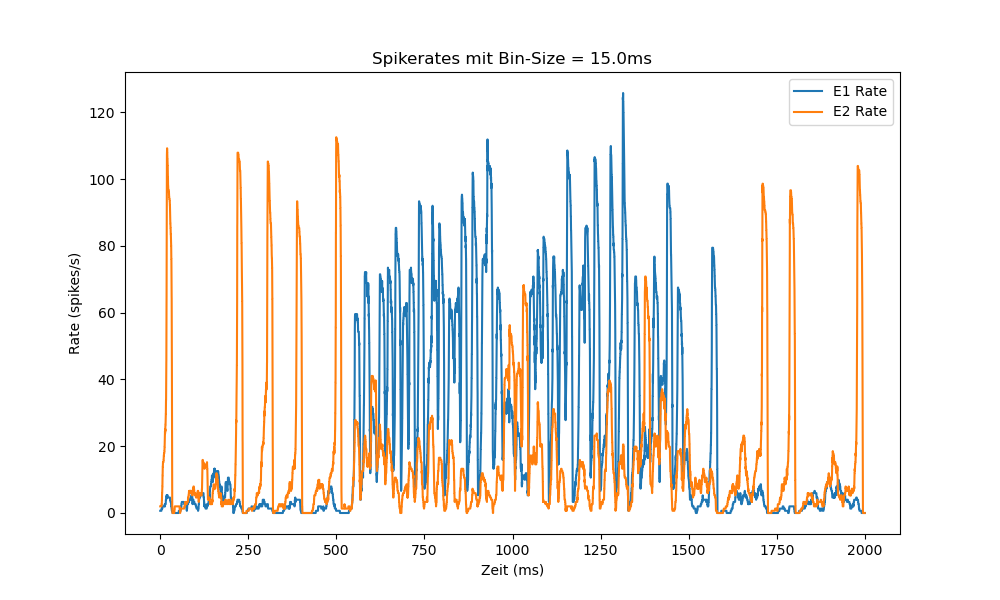 Spikerates mit Bin-Size = 15.0ms
E1 Rate
E2 Rate
Rate (spikes/s)
120
100
80
60
40
20
0
0 250 500 750 1000 1250 1500 1750 2000
Zeit (ms)